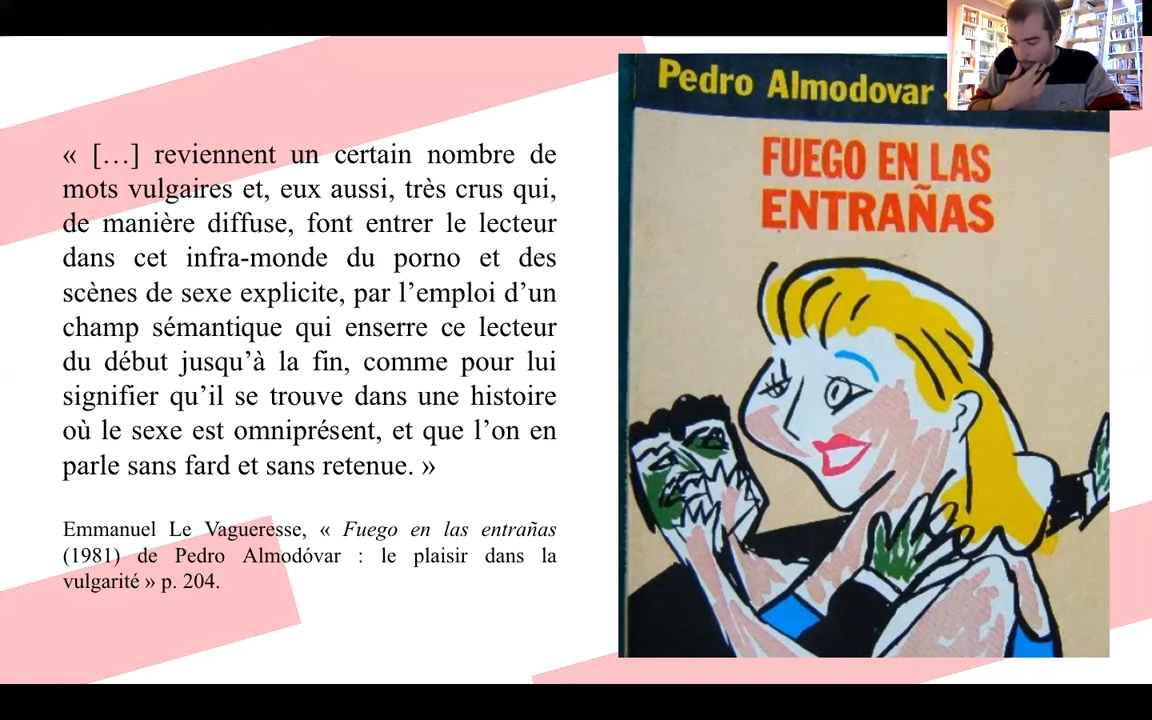 « […] reviennent un certain nombre de
mots vulgaires et, eux aussi, très crus qui,
de manière diffuse, font entrer le lecteur
dans cet infra-monde du porno et des
scènes de sexe explicite, par l’emploi d’un
champ sémantique qui enserre ce lecteur
du début jusqu’à la fin, comme pour lui
signifier qu’il se trouve dans une histoire
où le sexe est omniprésent, et que l’on en
parle sans fard et sans retenue. »
Emmanuel Le Vagueresse, « Fuego en las entrañas
(1981) de Pedro Almodóvar : le plaisir dans la
vulgarité » p. 204.
Pedro Almodovar
FUEGO EN LAS
ENTRAÑAS